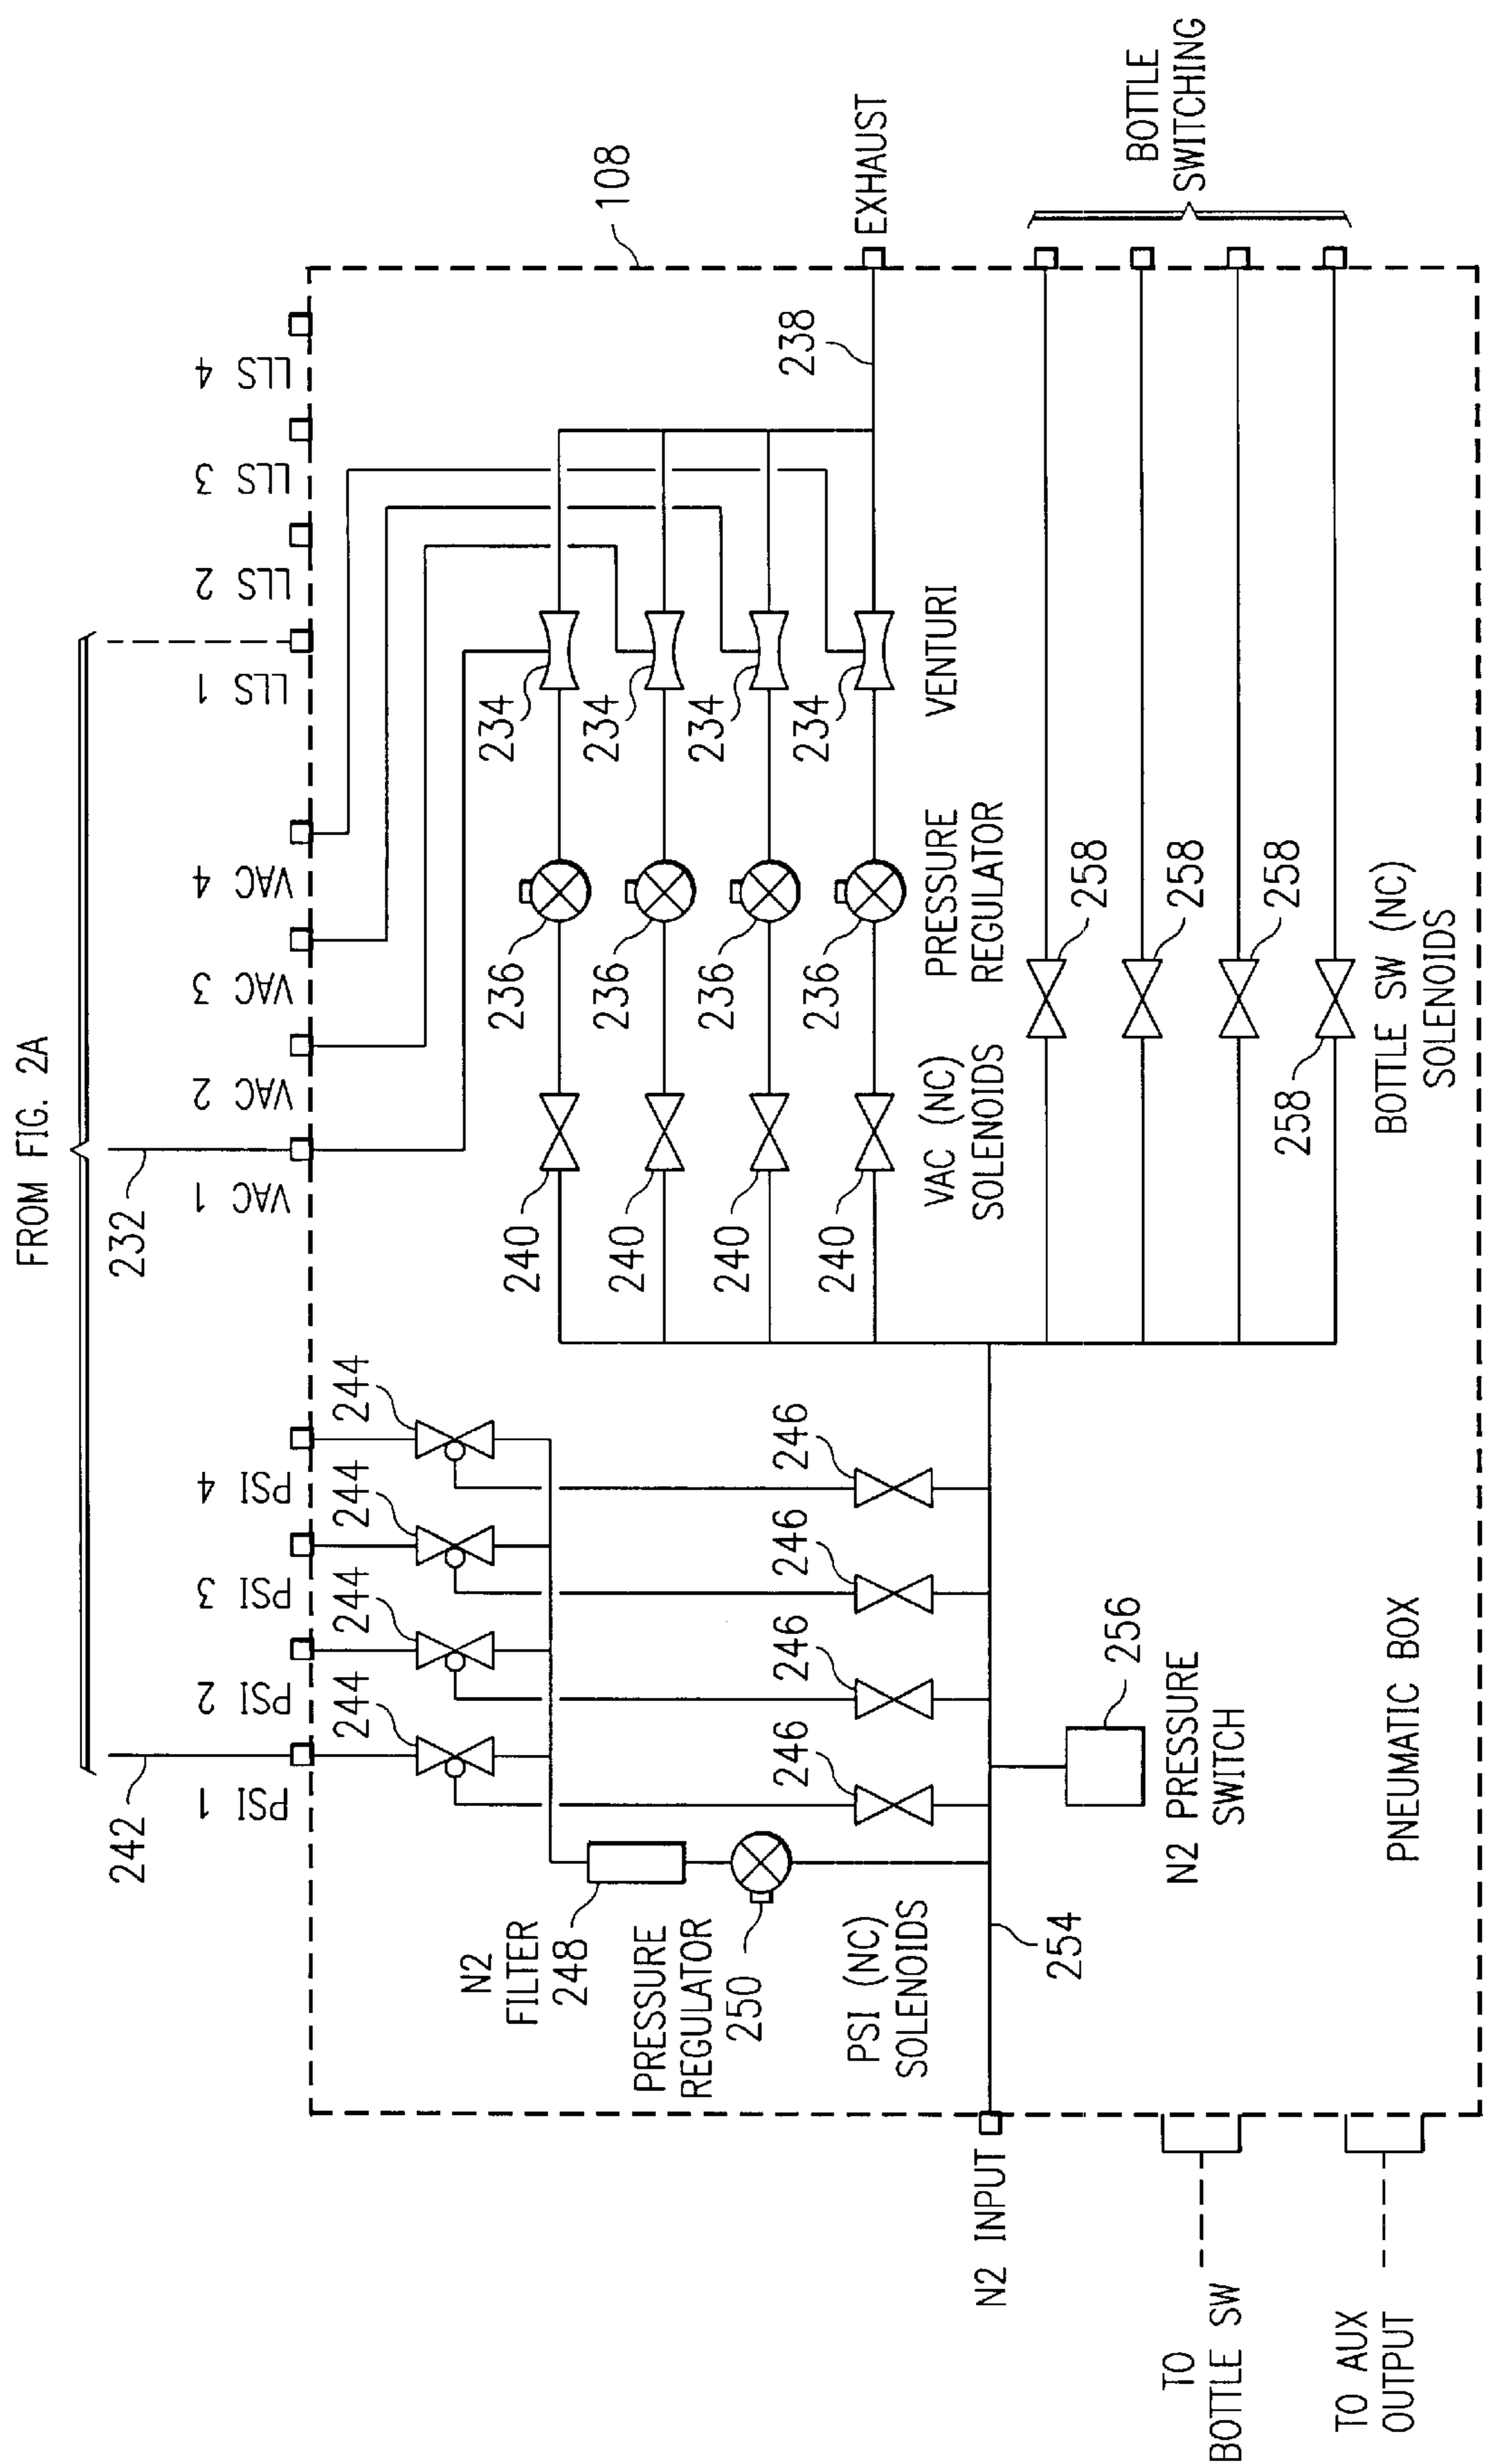 FROM FIG. 2A
242
232
PSI 1
PSI 2
PSI 3
PSI 4
VAC 1
VAC 2
VAC 3
VAC 4
LLS 1
LLS 2
LLS 3
LLS 4
108
244
244
244
244
N2
FILTER
248
PRESSURE
REGULATOR
250
PSI (NC)
SOLENOIDS
246
246
246
246
240
240
240
240
VAC (NC)
SOLENOIDS
236
236
236
236
PRESSURE
REGULATOR
234
234
234
234
VENTURI
238
EXHAUST
N2 INPUT
254
256
N2 PRESSURE
SWITCH
258
258
258
258
BOTTLE SW (NC)
SOLENOIDS
BOTTLE
SWITCHING
PNEUMATIC BOX
TO
BOTTLE SW
TO AUX
OUTPUT